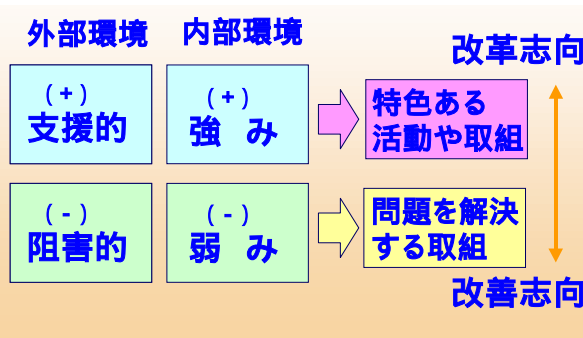 外部環境
内部環境
改革志向
（＋）
支援的
（＋）
強 み
特色ある
活動や取組
（－）
阻害的
（－）
弱 み
問題を解決
する取組
改善志向